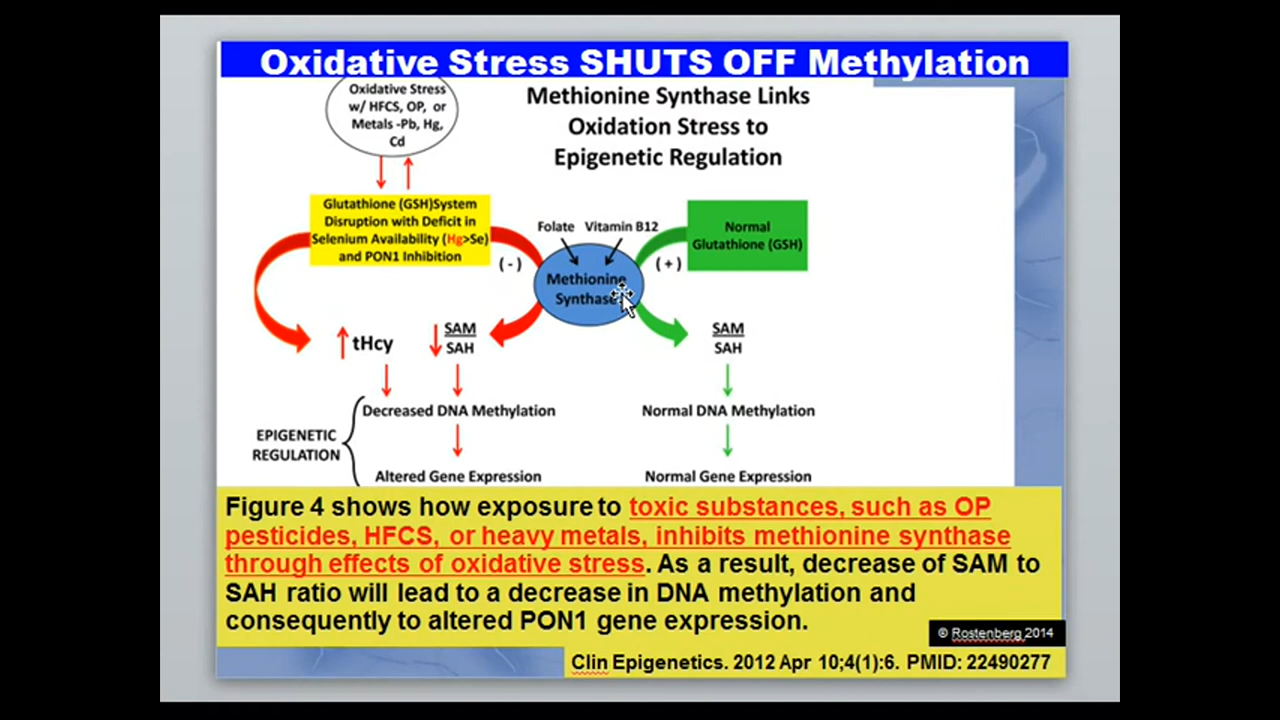 Oxidative Stress SHUTS OFF Methylation
Oxidative Stress
w/ HFCS, OP, or
Metals -Pb, Hg,
Cd
Methionine Synthase Links
Oxidation Stress to
Epigenetic Regulation
Glutathione (GSH)System
Disruption with Deficit in
Selenium Availability (Hg>Se)
and PON1 Inhibition
Folate Vitamin B12
Normal
Glutathione (GSH)
(-)
(+)
Methionine
Synthase
tHcy
SAM
SAH
SAM
SAH
Decreased DNA Methylation
Normal DNA Methylation
EPIGENETIC
REGULATION
Altered Gene Expression
Normal Gene Expression
Figure 4 shows how exposure to toxic substances, such as OP
pesticides, HFCS, or heavy metals, inhibits methionine synthase
through effects of oxidative stress. As a result, decrease of SAM to
SAH ratio will lead to a decrease in DNA methylation and
consequently to altered PON1 gene expression.
© Rostenberg 2014
Clin Epigenetics. 2012 Apr 10;4(1):6. PMID: 22490277